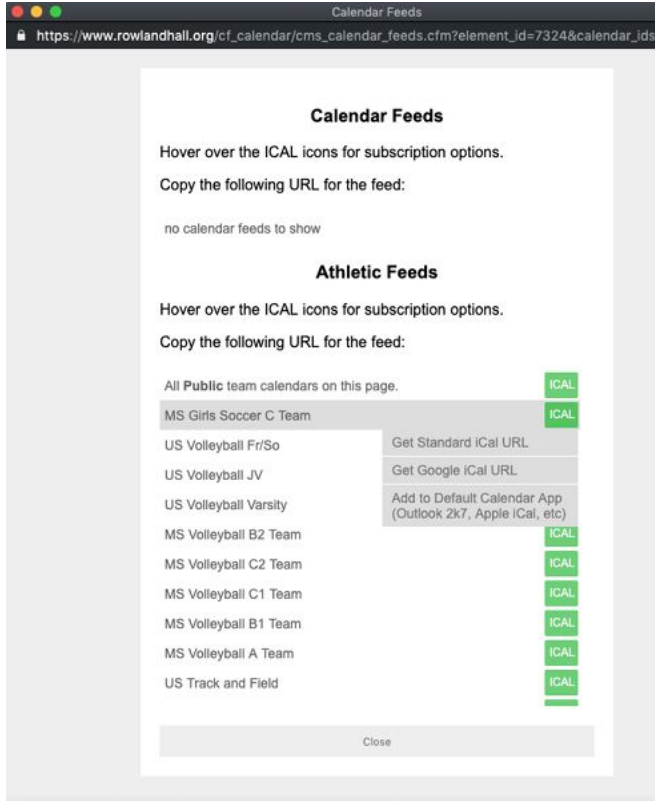 Calendar Feeds
https://www.rowlandhall.org/cf_calendar/cms_calendar_feeds.cfm?element_id=7324&calendar_ids
Calendar Feeds
Hover over the ICAL icons for subscription options.
Copy the following URL for the feed:
no calendar feeds to show
Athletic Feeds
Hover over the ICAL icons for subscription options.
Copy the following URL for the feed:
All Public team calendars on this page. ICAL
MS Girls Soccer C Team ICAL
US Volleyball Fr/So Get Standard iCal URL
US Volleyball JV Get Google iCal URL
US Volleyball Varsity Add to Default Calendar App
(Outlook 2k7, Apple iCal, etc)
MS Volleyball B2 Team ICAL
MS Volleyball C2 Team ICAL
MS Volleyball C1 Team ICAL
MS Volleyball B1 Team ICAL
MS Volleyball A Team ICAL
US Track and Field ICAL
Close